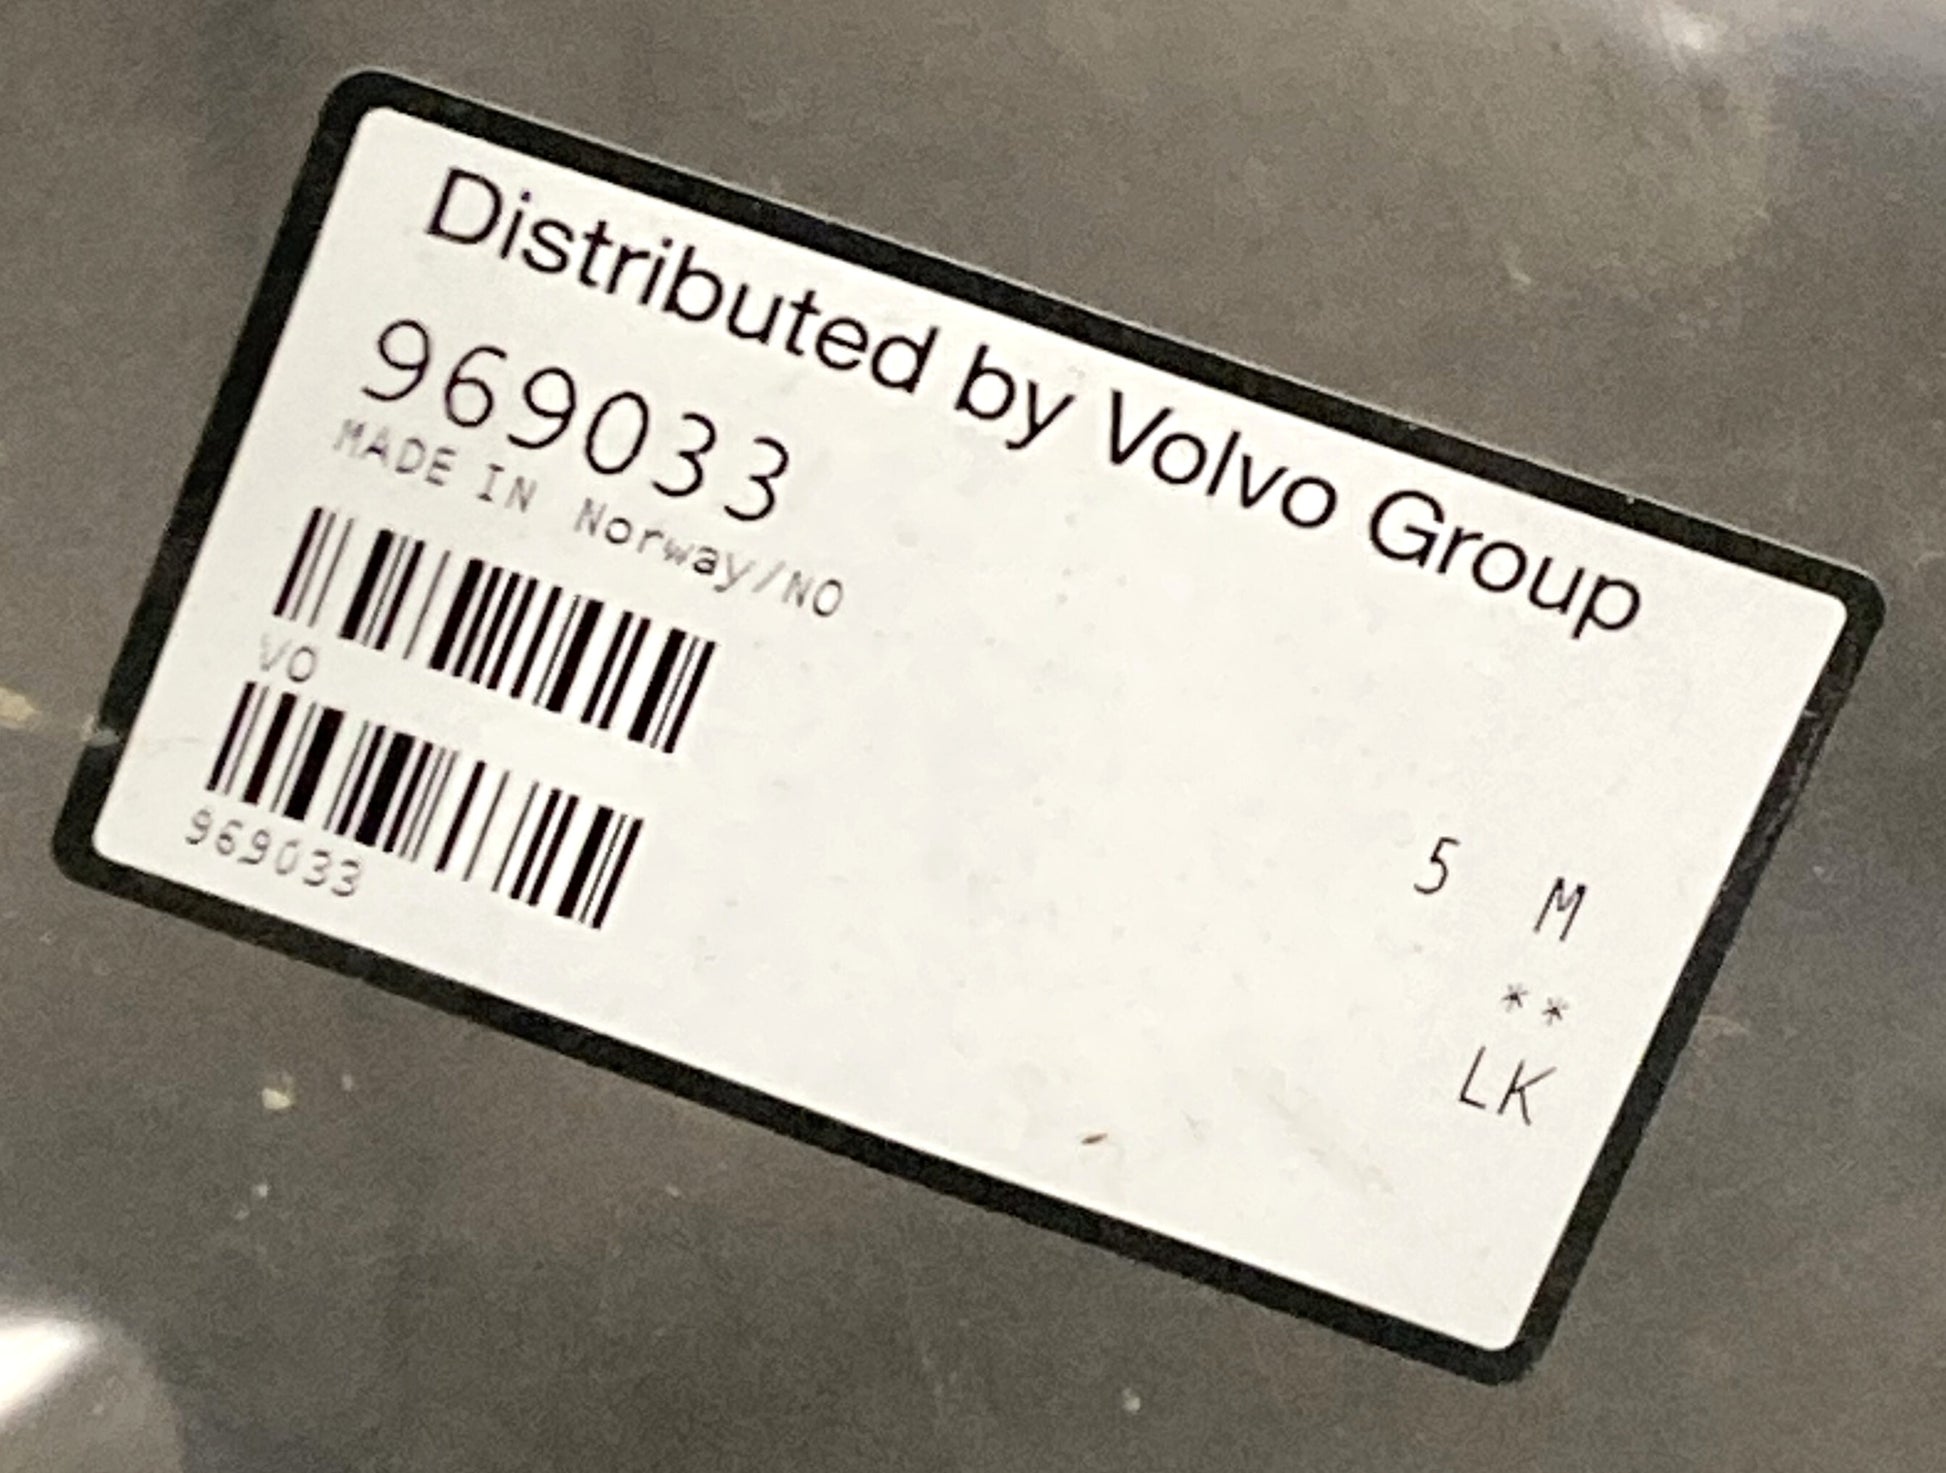 Distributed by Volvo Group
969033
MADE IN Norway/NO
VO
969033
5 M
**
LK